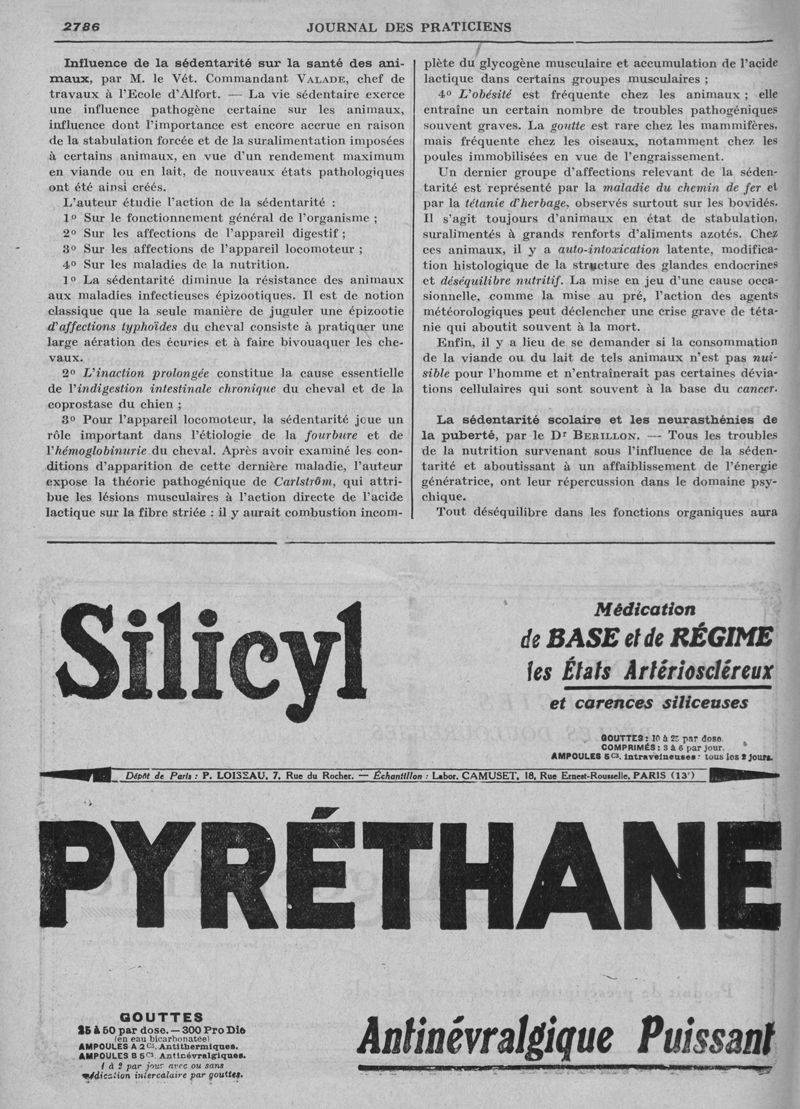 2786
JOURNAL DES PRATICIENS
Influence de la sédentarité sur la santé des ani-
maux, par M. le Vét. Commandant VALADE, chef de
travaux à l'Ecole d'Alfort. — La vie sédentaire exerce
une influence pathogène certaine sur les animaux,
influence dont l'importance est encore accrue en raison
de la stabulation forcée et de la suralimentation imposées
à certains animaux, en vue d'un rendement maximum
en viande ou en lait, de nouveaux états pathologiques
ont été ainsi créés.
L'auteur étudie l'action de la sédentarité :
1º Sur le fonctionnement général de l'organisme ;
2º Sur les affections de l'appareil digestif ;
3º Sur les affections de l'appareil locomoteur ;
4º Sur les maladies de la nutrition.
1º La sédentarité diminue la résistance des animaux
aux maladies infectieuses épizootiques. Il est de notion
classique que la seule manière de juguler une épizootie
d'affections typhoïdes du cheval consiste à pratiquer une
large aération des écuries et à faire bivouaquer les che-
vaux.
2º L'inaction prolongée constitue la cause essentielle
de l'indigestion intestinale chronique du cheval et de la
coprostase du chien ;
3º Pour l'appareil locomoteur, la sédentarité joue un
rôle important dans l'étiologie de la fourbure et de
l'hémoglobinurie du cheval. Après avoir examiné les con-
ditions d'apparition de cette dernière maladie, l'auteur
expose la théorie pathogénique de Carlström, qui attri-
bue les lésions musculaires à l'action directe de l'acide
lactique sur la fibre striée : il y aurait combustion incom-
plète du glycogène musculaire et accumulation de l'acide
lactique dans certains groupes musculaires ;
4º L'obésité est fréquente chez les animaux ; elle
entraîne un certain nombre de troubles pathogéniques
souvent graves. La goutte est rare chez les mammifères,
mais fréquente chez les oiseaux, notamment chez les
poules immobilisées en vue de l'engraissement.
Un dernier groupe d'affections relevant de la séden-
tarité est représenté par la maladie du chemin de fer et
par la tétanie d'herbage, observés surtout sur les bovidés.
Il s'agit toujours d'animaux en état de stabulation,
suralimentés à grands renforts d'aliments azotés. Chez
ces animaux, il y a auto-intoxication latente, modifica-
tion histologique de la structure des glandes endocrines
et déséquilibre nutritif. La mise en jeu d'une cause occa-
sionnelle, comme la mise au pré, l'action des agents
météorologiques peut déclencher une crise grave de téta-
nie qui aboutit souvent à la mort.
Enfin, il y a lieu de se demander si la consommation
de la viande ou du lait de tels animaux n'est pas nui-
sible pour l'homme et n'entraînerait pas certaines dévia-
tions cellulaires qui sont souvent à la base du cancer.
La sédentarité scolaire et les neurasthénies de
la puberté, par le Dr BERILLON. — Tous les troubles
de la nutrition survenant sous l'influence de la séden-
tarité et aboutissant à un affaiblissement de l'énergie
génératrice, ont leur répercussion dans le domaine psy-
chique.
Tout déséquilibre dans les fonctions organiques aura
Silicyl
Médication
de BASE et de RÉGIME
les États Artérioscléreux
et carences siliceuses
GOUTTES : 10 à 25 par dose.
COMPRIMÉS : 3 à 6 par jour.
AMPOULES 5 c3. intraveineuses : tous les 2 jours.
Dépôt de Paris : P. LOISEAU, 7, Rue du Rocher. — Échantillon : Labor. CAMUSET, 18, Rue Ernest-Rousselle, PARIS (13e)
PYRÉTHANE
GOUTTES
25 à 50 par dose. — 300 Pro Die
(en eau bicarbonatée)
AMPOULES A 2 c3. Antithermiques.
AMPOULES B 5 c3. Antinévralgiques.
1 à 2 par jour avec ou sans
médication intercalaire par gouttes.
Antinévralgique Puissant